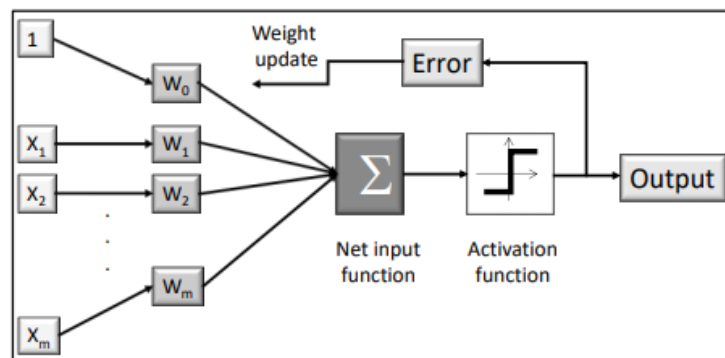 1
Weight
update
Error
W0
X1
W1
X2
W2
Σ
Output
Net input
function
Activation
function
Wm
Xm